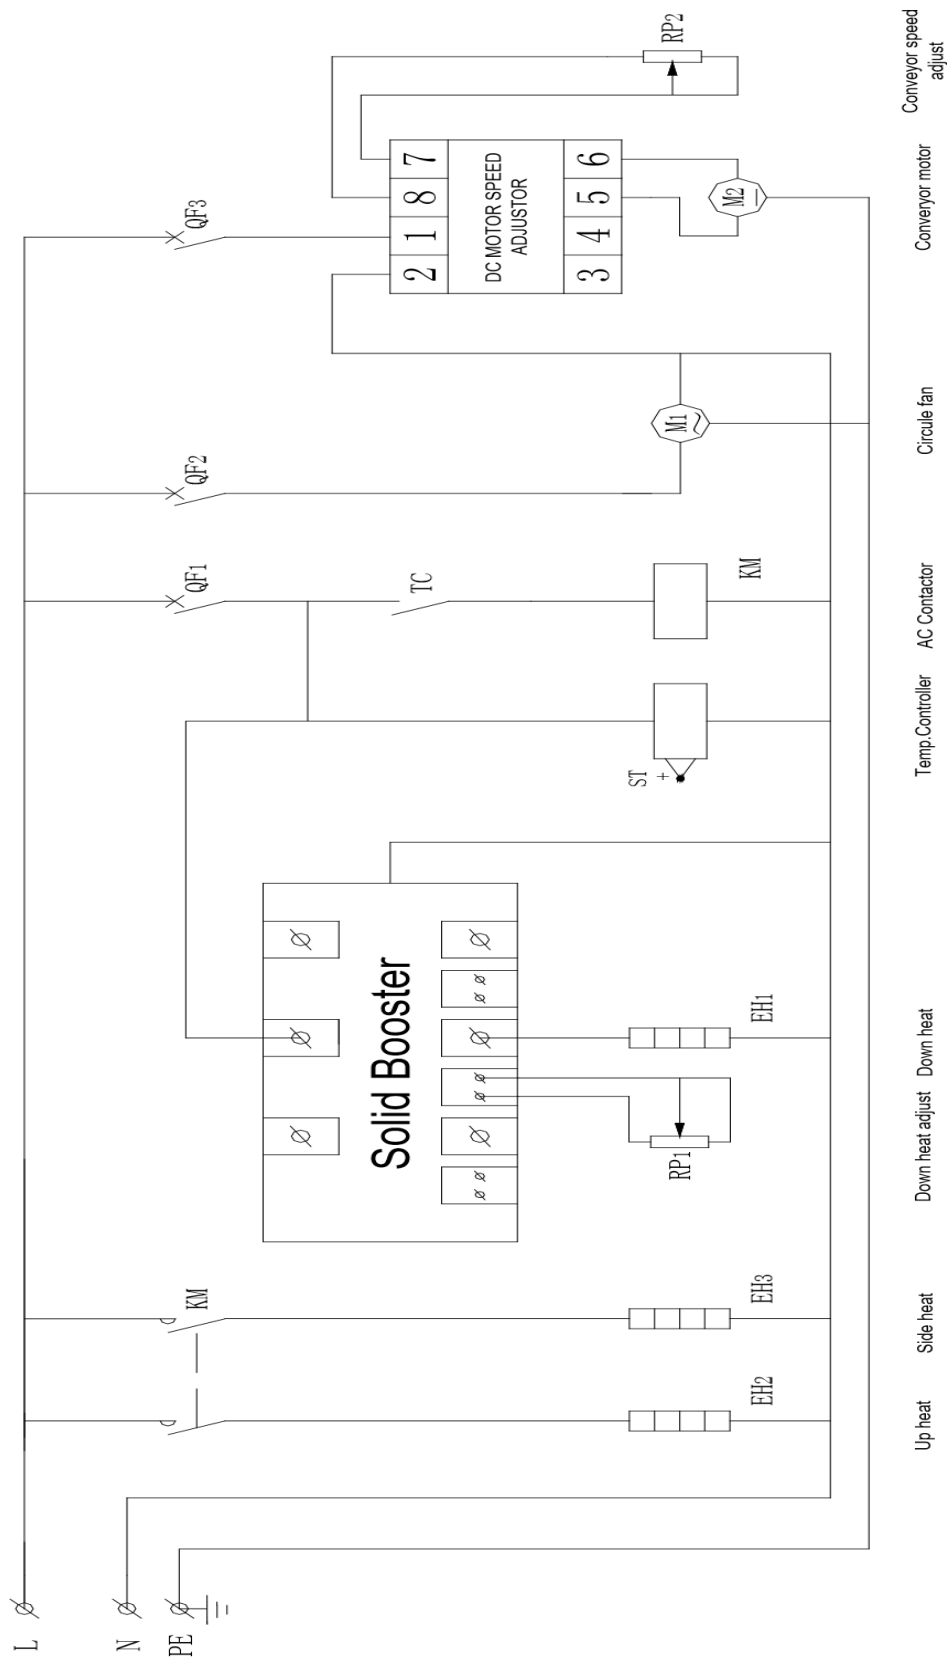 L
N
PE
KM
QF1
QF2
QF3
TC
Solid Booster
DC MOTOR SPEED
ADJUSTOR
2
1
8
7
3
4
5
6
RP2
M1
~
M2
KM
ST
+
EH1
RP1
EH3
EH2
Up heat
Side heat
Down heat adjust
Down heat
Temp.Controller
AC Contactor
Circule fan
Converyor motor
Conveyor speed
adjust